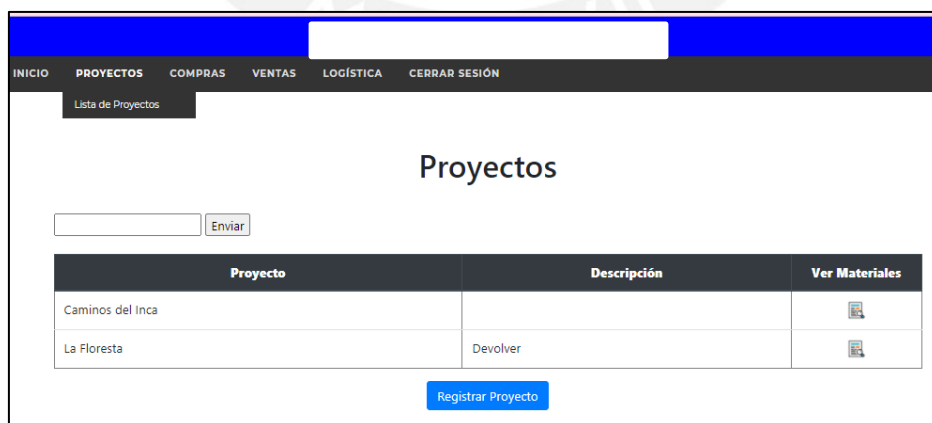 INICIO PROYECTOS COMPRAS VENTAS LOGÍSTICA CERRAR SESIÓN
Lista de Proyectos
Proyectos
Enviar
Proyecto Descripción Ver Materiales
Caminos del Inca
La Floresta Devolver
Registrar Proyecto